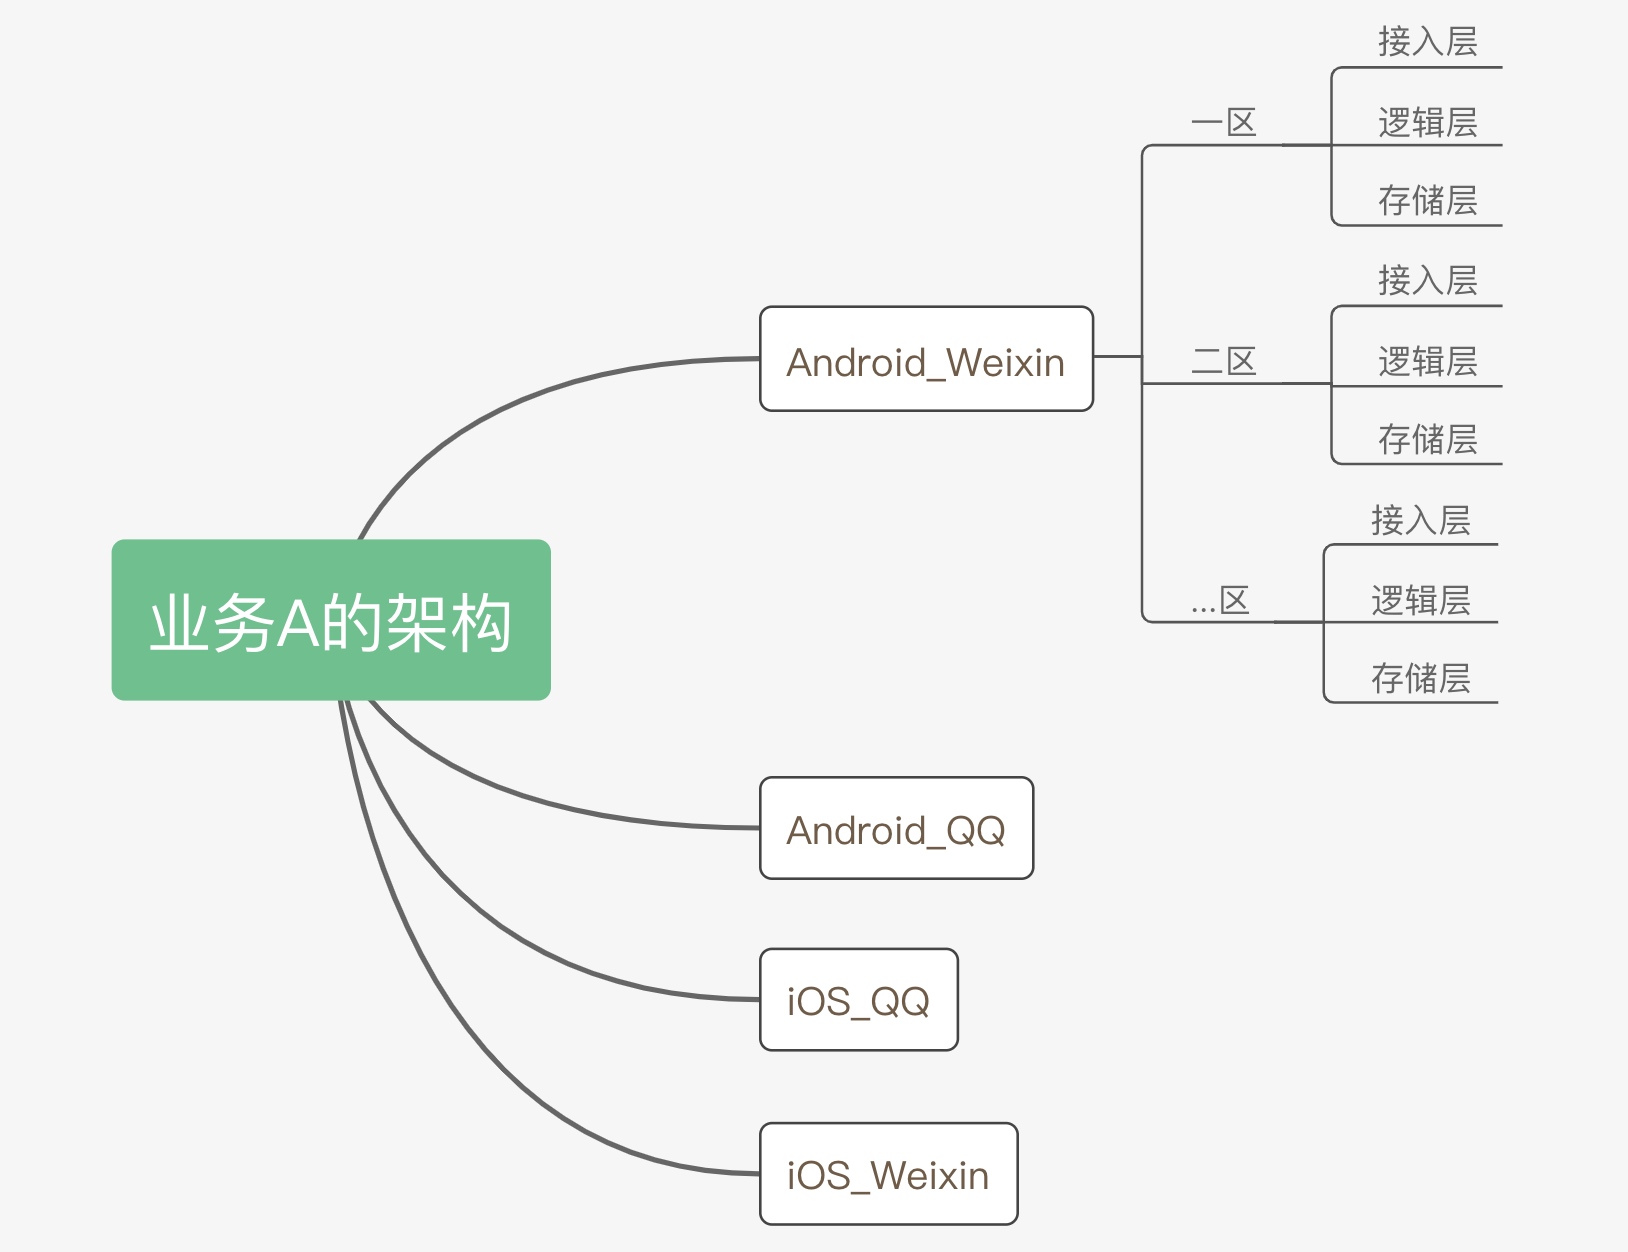 业务A的架构
Android_Weixin
一区
接入层
逻辑层
存储层
二区
接入层
逻辑层
存储层
...区
接入层
逻辑层
存储层
Android_QQ
iOS_QQ
iOS_Weixin